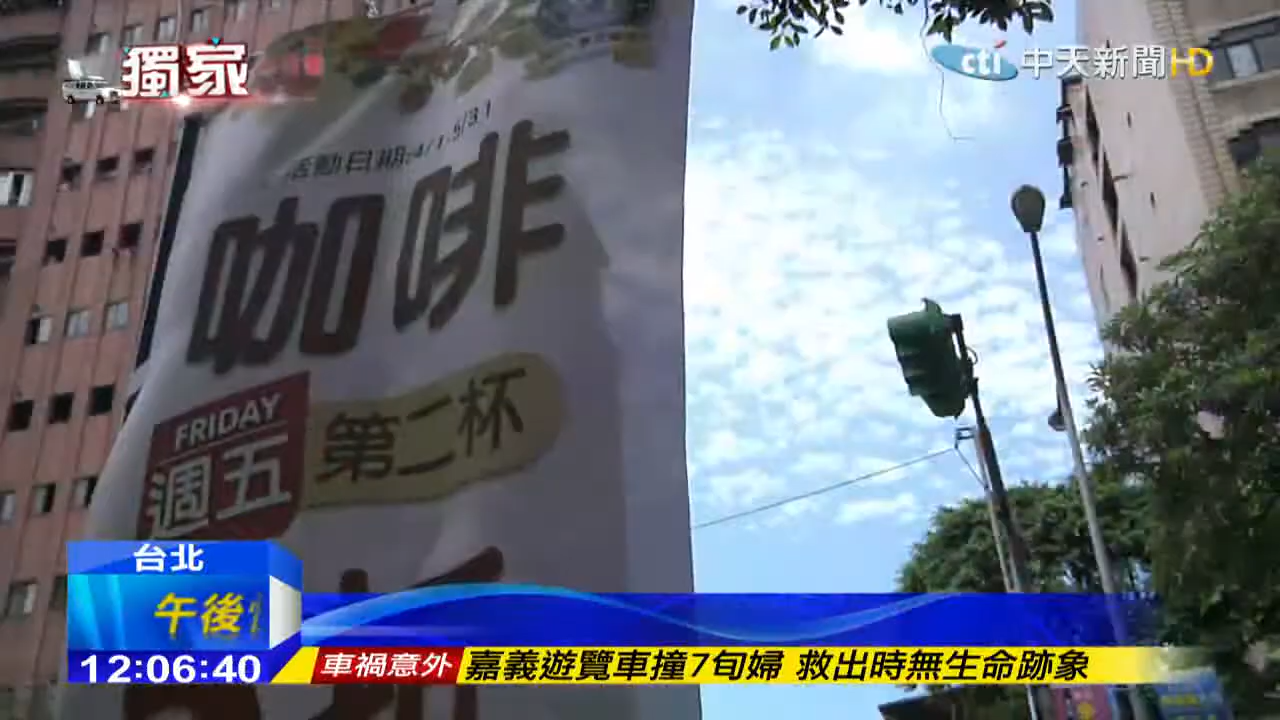 獨家
cti 中天新聞HD
活動日期:4/1-5/31
咖啡
FRIDAY
週五 第二杯
台北
午後
12:06:40
車禍意外 嘉義遊覽車撞7旬婦 救出時無生命跡象